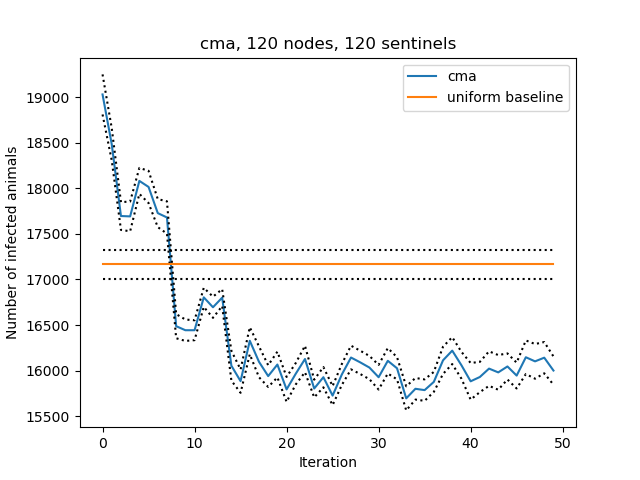 cma, 120 nodes, 120 sentinels
cma
uniform baseline
Number of infected animals
19000
18500
18000
17500
17000
16500
16000
15500
0 10 20 30 40 50
Iteration